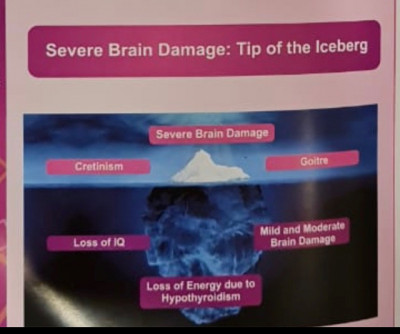 Severe Brain Damage: Tip of the Iceberg
Severe Brain Damage
Cretinism
Goitre
Loss of IQ
Mild and Moderate
Brain Damage
Loss of Energy due to
Hypothyroidism